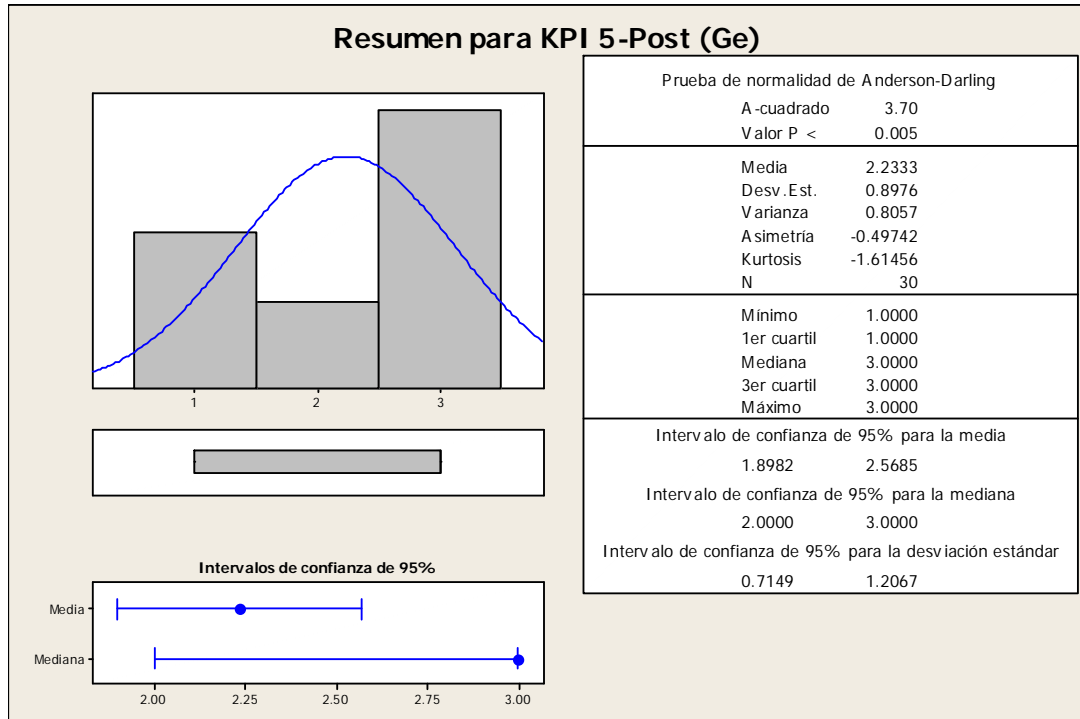 Resumen para KPI 5-Post (Ge)
1 2 3
Intervalos de confianza de 95%
Media
Mediana
2.00 2.25 2.50 2.75 3.00
Prueba de normalidad de Anderson-Darling
A-cuadrado 3.70
Valor P < 0.005
Media 2.2333
Desv.Est. 0.8976
Varianza 0.8057
Asimetría -0.49742
Kurtosis -1.61456
N 30
Mínimo 1.0000
1er cuartil 1.0000
Mediana 3.0000
3er cuartil 3.0000
Máximo 3.0000
Intervalo de confianza de 95% para la media
1.8982 2.5685
Intervalo de confianza de 95% para la mediana
2.0000 3.0000
Intervalo de confianza de 95% para la desviación estándar
0.7149 1.2067